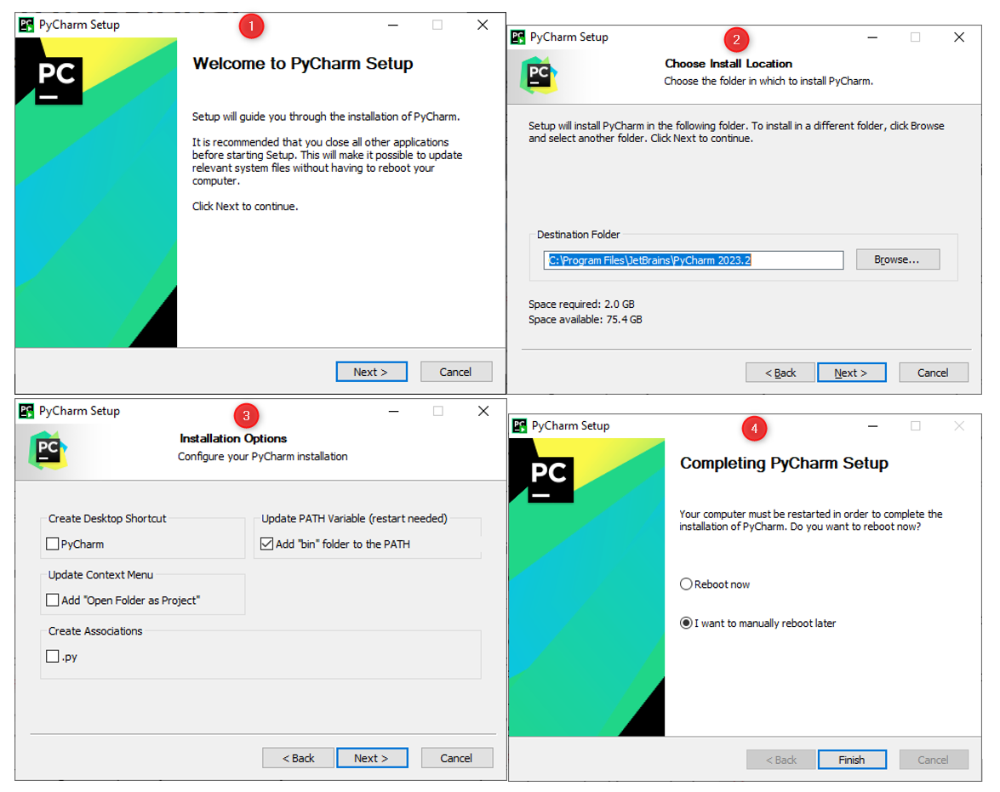 PyCharm Setup
1
PC
Welcome to PyCharm Setup
Setup will guide you through the installation of PyCharm.
It is recommended that you close all other applications
before starting Setup. This will make it possible to update
relevant system files without having to reboot your
computer.
Click Next to continue.
Next >
Cancel
PyCharm Setup
2
PC
Choose Install Location
Choose the folder in which to install PyCharm.
Setup will install PyCharm in the following folder. To install in a different folder, click Browse
and select another folder. Click Next to continue.
Destination Folder
C:\Program Files\JetBrains\PyCharm 2023.2
Browse...
Space required: 2.0 GB
Space available: 75.4 GB
< Back
Next >
Cancel
PyCharm Setup
3
PC
Installation Options
Configure your PyCharm installation
Create Desktop Shortcut
PyCharm
Update PATH Variable (restart needed)
Add "bin" folder to the PATH
Update Context Menu
Add "Open Folder as Project"
Create Associations
.py
< Back
Next >
Cancel
PyCharm Setup
4
PC
Completing PyCharm Setup
Your computer must be restarted in order to complete the
installation of PyCharm. Do you want to reboot now?
Reboot now
I want to manually reboot later
< Back
Finish
Cancel